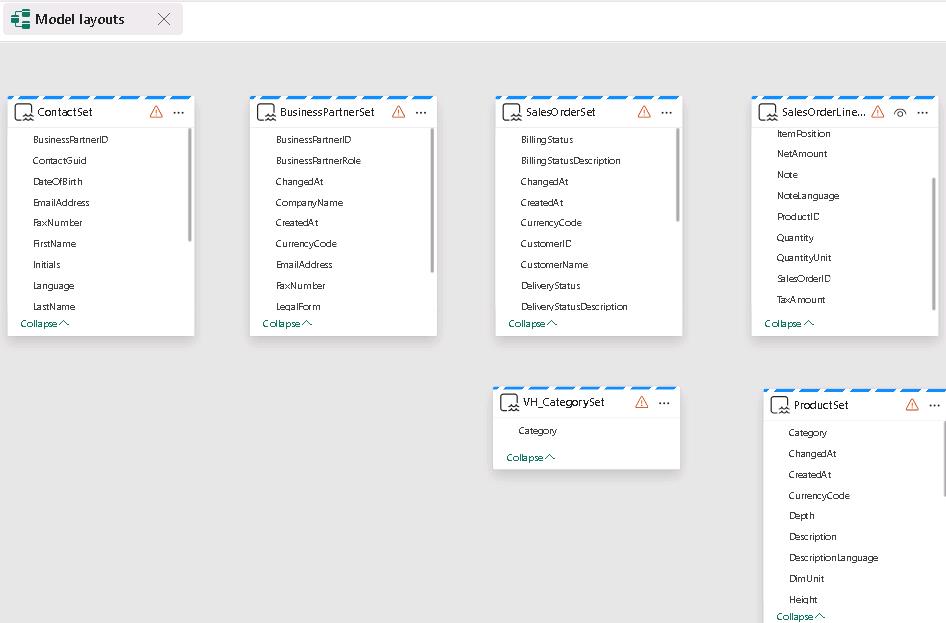 Model layouts
ContactSet
BusinessPartnerID
ContactGuid
DateOfBirth
EmailAddress
FaxNumber
FirstName
Initials
Language
LastName
Collapse
BusinessPartnerSet
BusinessPartnerID
BusinessPartnerRole
ChangedAt
CompanyName
CreatedAt
CurrencyCode
EmailAddress
FaxNumber
LegalForm
Collapse
SalesOrderSet
BillingStatus
BillingStatusDescription
ChangedAt
CreatedAt
CurrencyCode
CustomerID
CustomerName
DeliveryStatus
DeliveryStatusDescription
Collapse
SalesOrderLine...
ItemPosition
NetAmount
Note
NoteLanguage
ProductID
Quantity
QuantityUnit
SalesOrderID
TaxAmount
Collapse
VH_CategorySet
Category
Collapse
ProductSet
Category
ChangedAt
CreatedAt
CurrencyCode
Depth
Description
DescriptionLanguage
DimUnit
Height
Collapse